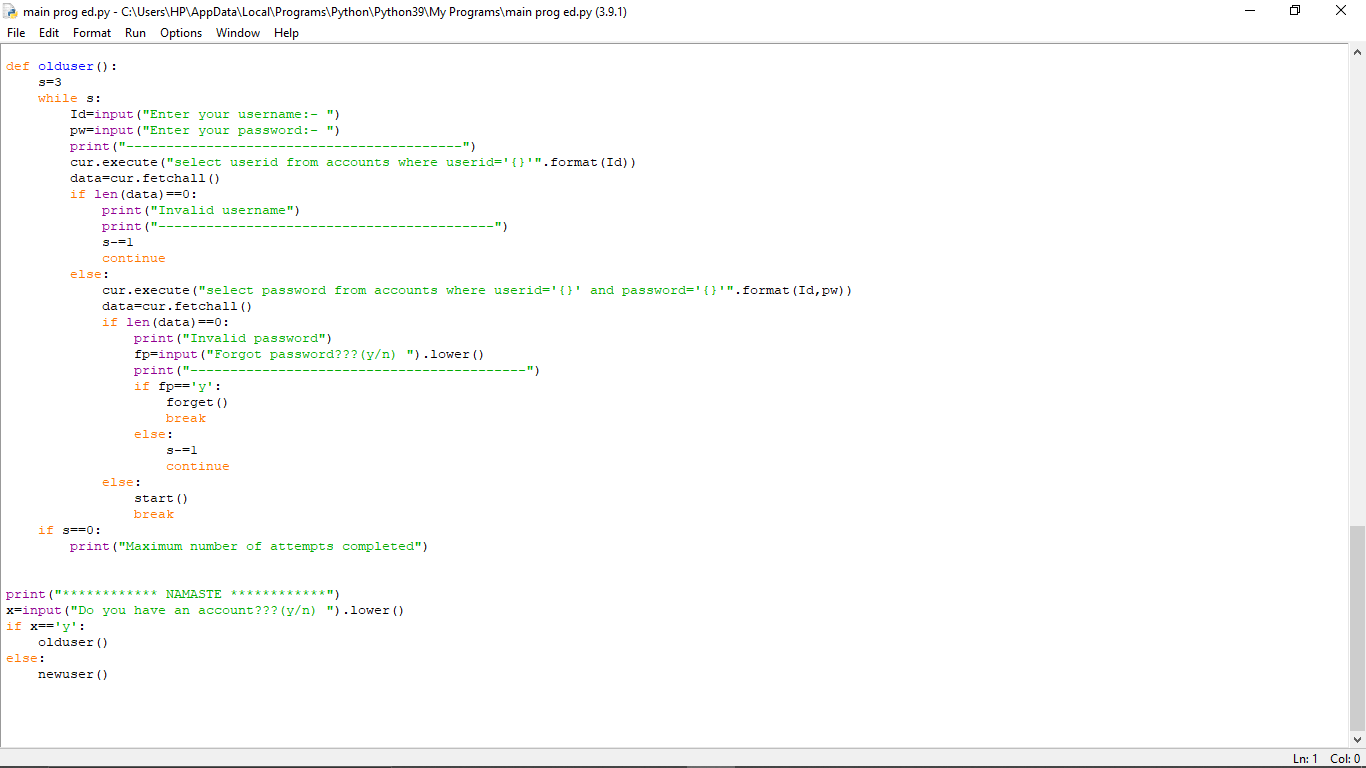 main prog ed.py - C:\Users\HP\AppData\Local\Programs\Python\Python39\My Programs\main prog ed.py (3.9.1)
File Edit Format Run Options Window Help
def olduser():
    s=3
    while s:
        Id=input("Enter your username:- ")
        pw=input("Enter your password:- ")
        print("------------------------------------------")
        cur.execute("select userid from accounts where userid='{}'".format(Id))
        data=cur.fetchall()
        if len(data)==0:
            print("Invalid username")
            print("------------------------------------------")
            s-=1
            continue
        else:
            cur.execute("select password from accounts where userid='{}' and password='{}'".format(Id,pw))
            data=cur.fetchall()
            if len(data)==0:
                print("Invalid password")
                fp=input("Forgot password???(y/n) ").lower()
                print("------------------------------------------")
                if fp=='y':
                    forget()
                    break
                else:
                    s-=1
                    continue
            else:
                start()
                break
    if s==0:
        print("Maximum number of attempts completed")
print("************ NAMASTE ************")
x=input("Do you have an account???(y/n) ").lower()
if x=='y':
    olduser()
else:
    newuser()
Ln: 1 Col: 0